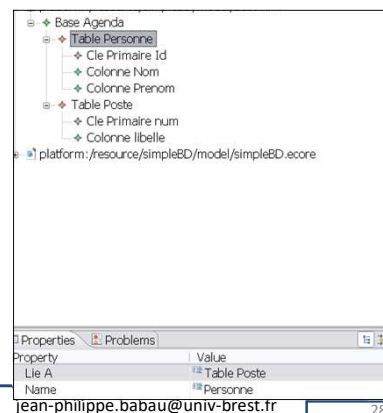 Base Agenda
Table Personne
Cle Primaire Id
Colonne Nom
Colonne Prenom
Table Poste
Cle Primaire num
Colonne libelle
platform:/resource/simpleBD/model/simpleBD.ecore
Properties Problems
Property Value
Lie A Table Poste
Name Personne
jean-philippe.babau@univ-brest.fr